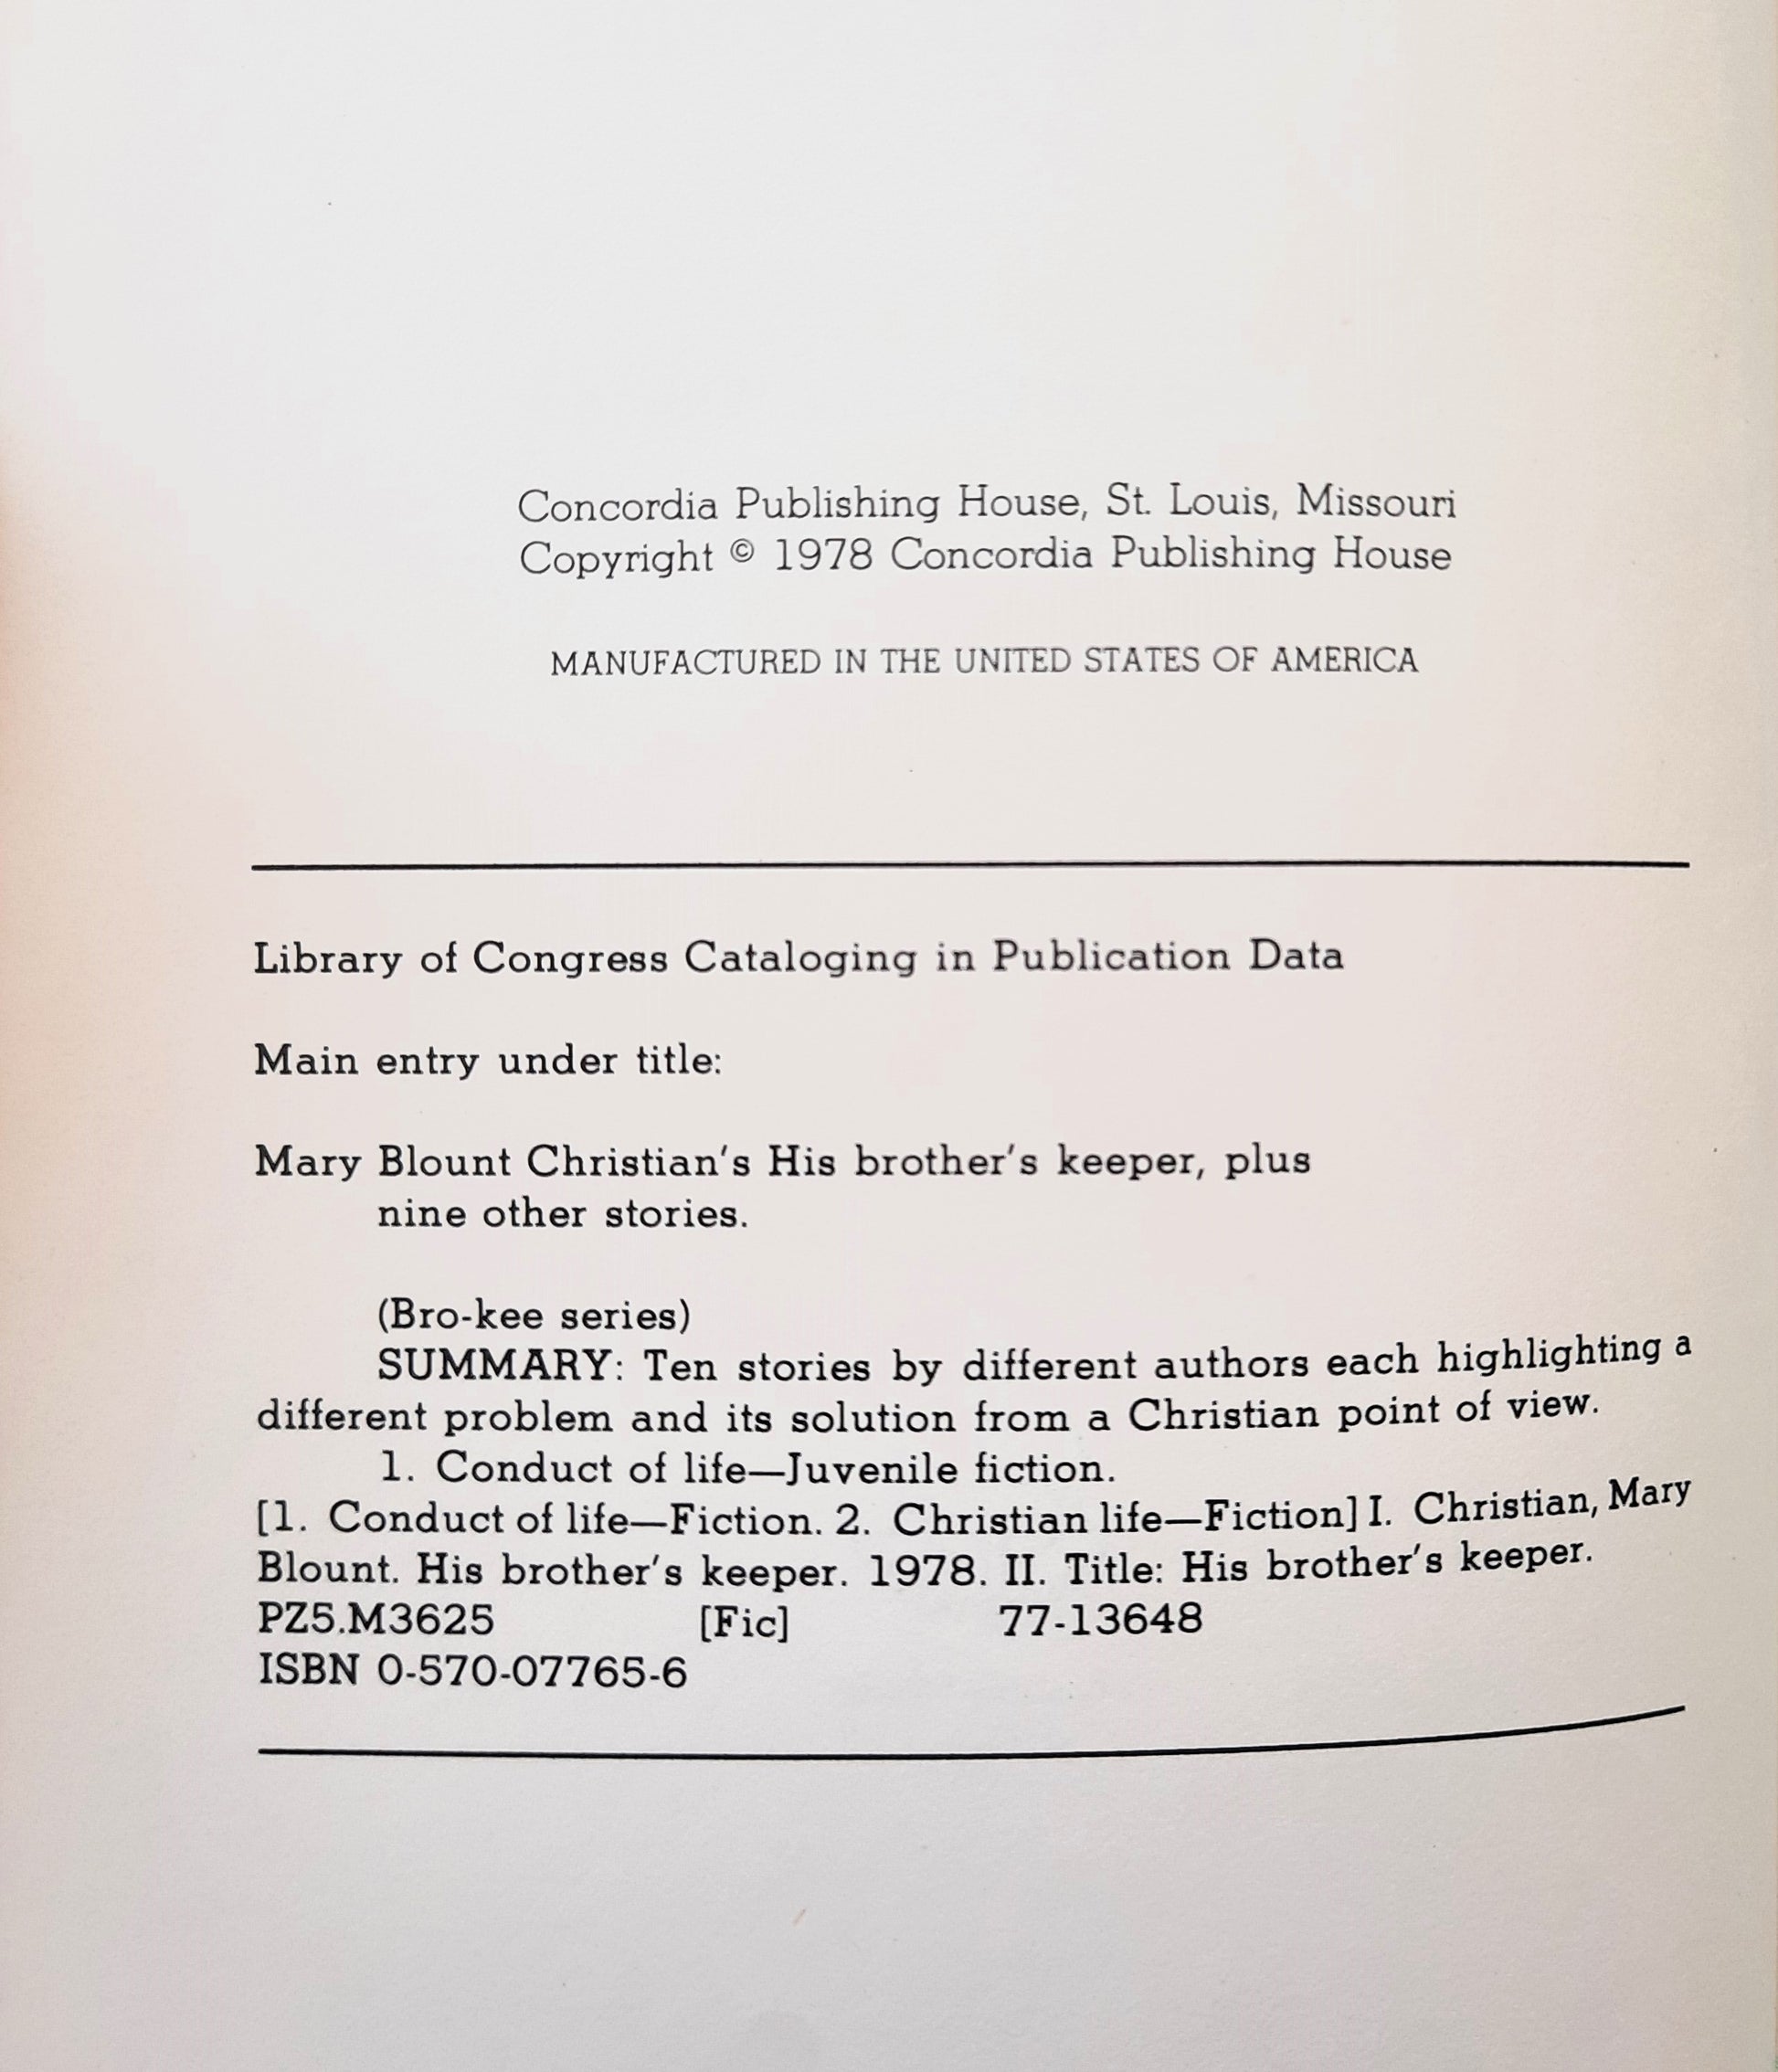 Concordia Publishing House, St. Louis, Missouri
Copyright © 1978 Concordia Publishing House
MANUFACTURED IN THE UNITED STATES OF AMERICA
Library of Congress Cataloging in Publication Data
Main entry under title:
Mary Blount Christian's His brother's keeper, plus
nine other stories.
(Bro-kee series)
SUMMARY: Ten stories by different authors each highlighting a
different problem and its solution from a Christian point of view.
1. Conduct of life—Juvenile fiction.
[1. Conduct of life—Fiction. 2. Christian life—Fiction] I. Christian, Mary
Blount. His brother's keeper. 1978. II. Title: His brother's keeper.
PZ5.M3625 [Fic] 77-13648
ISBN 0-570-07765-6